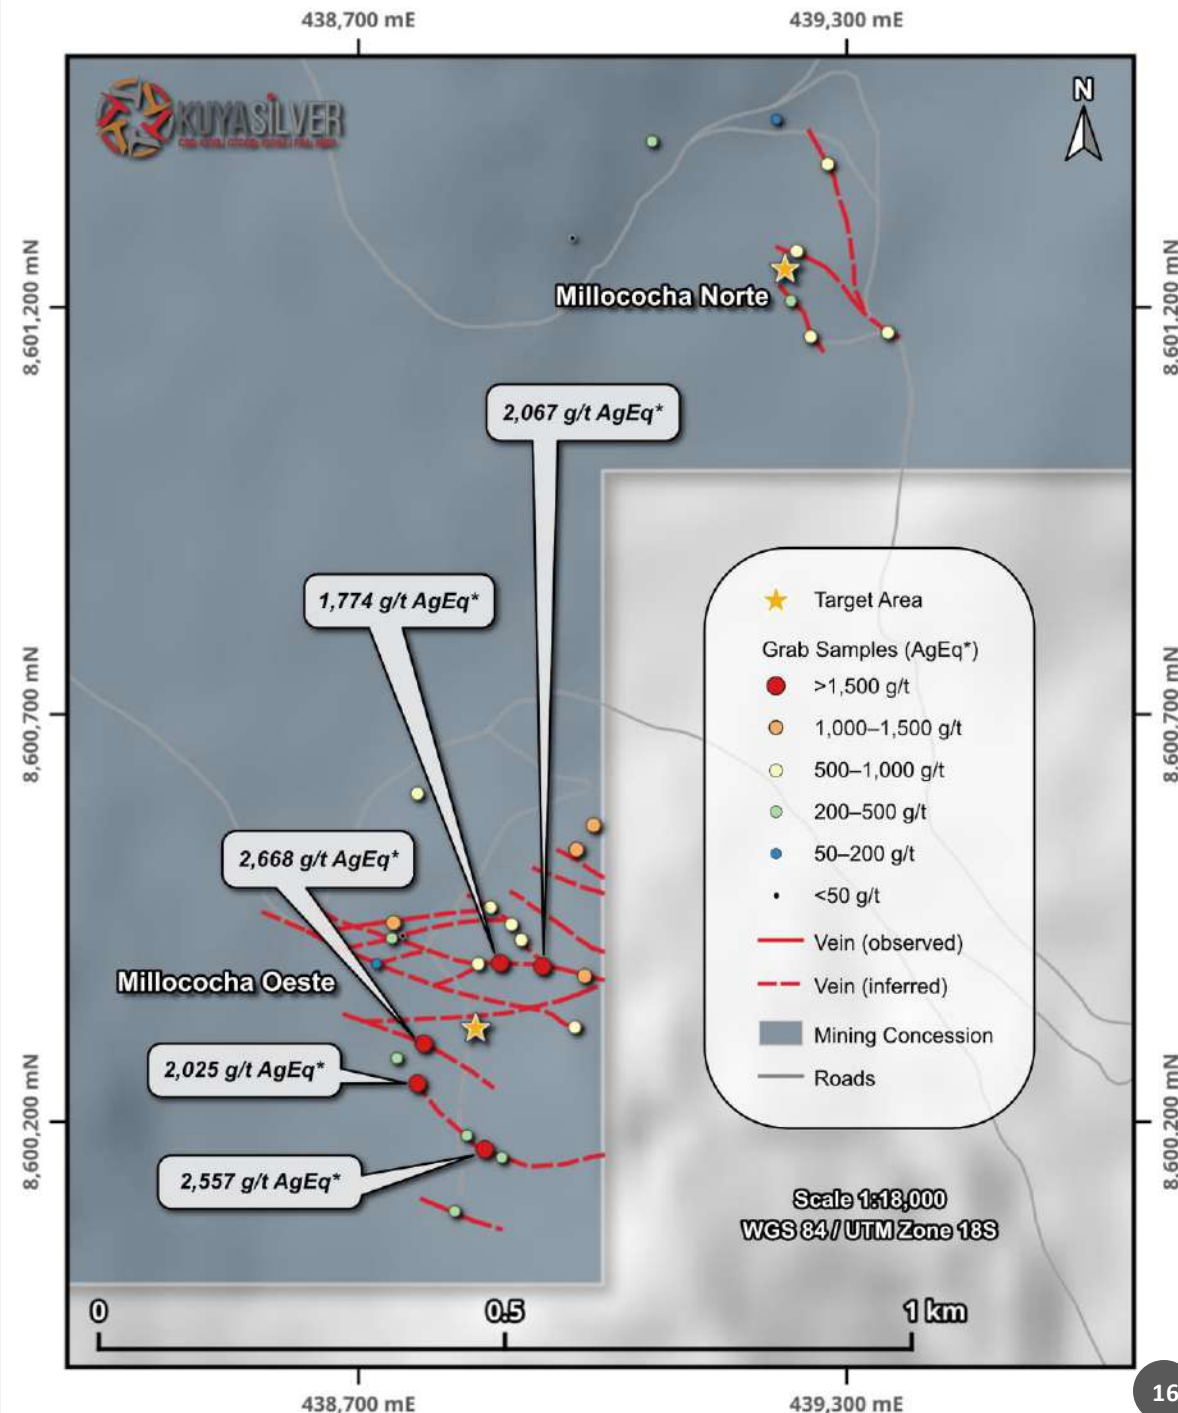 438,700 mE
439,300 mE
KUYASILVER
N
8,601,200 mN
8,601,200 mN
Millococha Norte
2,067 g/t AgEq*
1,774 g/t AgEq*
Target Area
Grab Samples (AgEq*)
>1,500 g/t
1,000–1,500 g/t
500–1,000 g/t
200–500 g/t
50–200 g/t
<50 g/t
Vein (observed)
Vein (inferred)
Mining Concession
Roads
8,600,700 mN
8,600,700 mN
2,668 g/t AgEq*
Millococha Oeste
2,025 g/t AgEq*
2,557 g/t AgEq*
8,600,200 mN
8,600,200 mN
Scale 1:18,000
WGS 84 / UTM Zone 18S
0
0.5
1 km
438,700 mE
439,300 mE
16